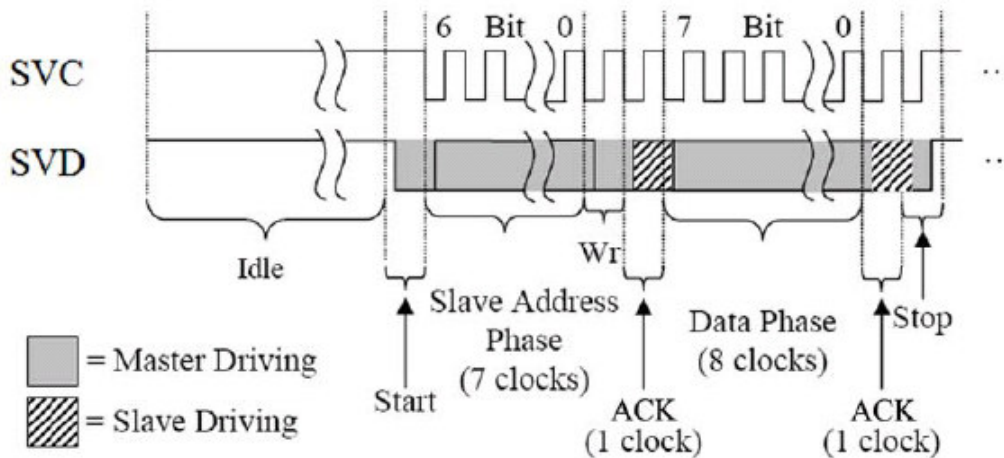 6 Bit 0 7 Bit 0
SVC ..
SVD ..
Idle
Wr
Slave Address
Phase
(7 clocks)
Data Phase
(8 clocks)
Stop
Start
ACK
(1 clock)
ACK
(1 clock)
= Master Driving
= Slave Driving